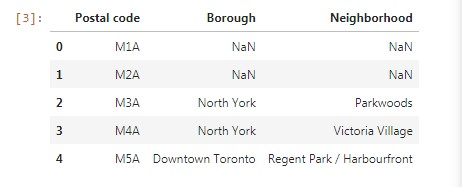 [3]: Postal code Borough Neighborhood
0 M1A NaN NaN
1 M2A NaN NaN
2 M3A North York Parkwoods
3 M4A North York Victoria Village
4 M5A Downtown Toronto Regent Park / Harbourfront